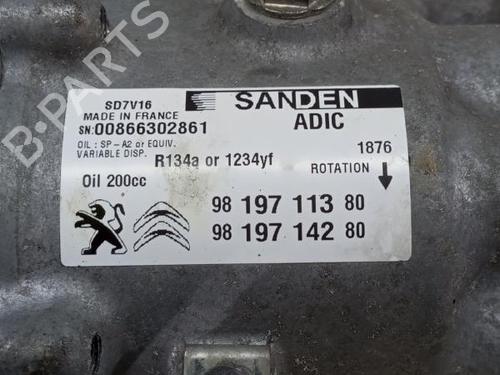 SD7V16
MADE IN FRANCE
SN:00866302861
OIL : SP - A2 or EQUIV.
VARIABLE DISP.
Oil 200cc
SANDEN
ADIC
1876
R134a or 1234yf
ROTATION
98 197 113 80
98 197 142 80
B-PARTS